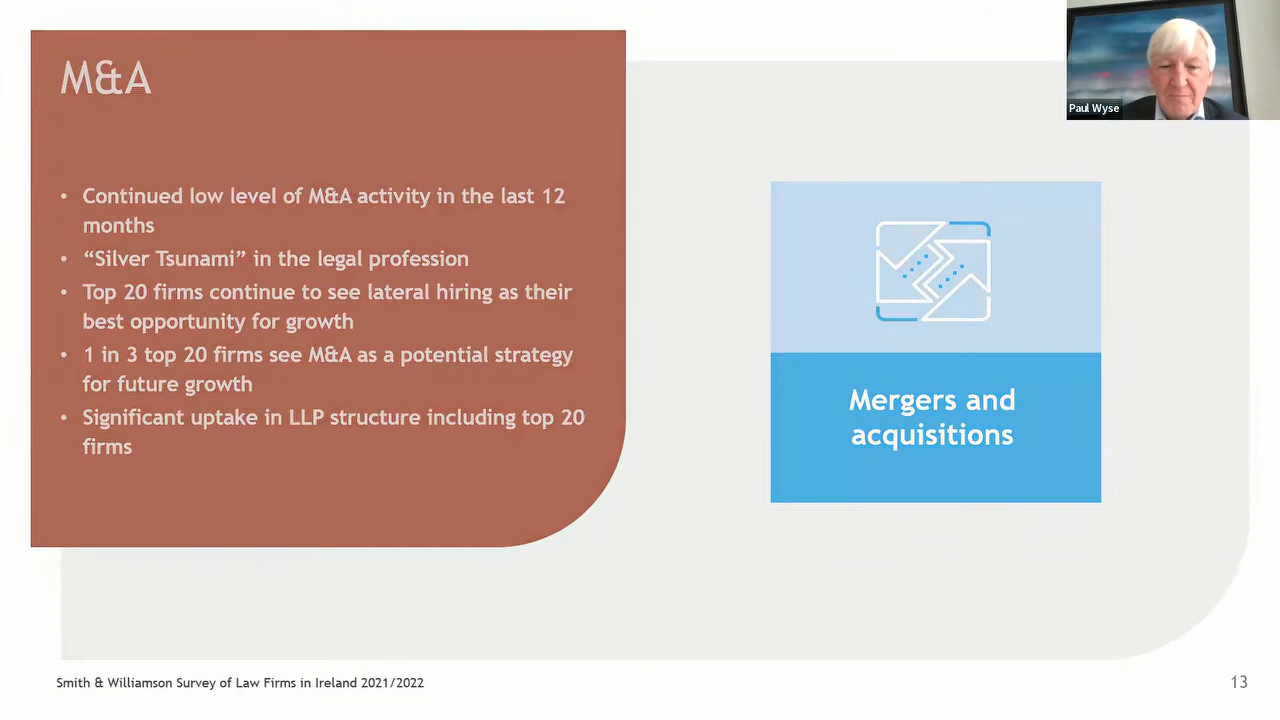 M&A
• Continued low level of M&A activity in the last 12
months
• “Silver Tsunami” in the legal profession
• Top 20 firms continue to see lateral hiring as their
best opportunity for growth
• 1 in 3 top 20 firms see M&A as a potential strategy
for future growth
• Significant uptake in LLP structure including top 20
firms
Paul Wyse
Mergers and
acquisitions
Smith & Williamson Survey of Law Firms in Ireland 2021/2022
13